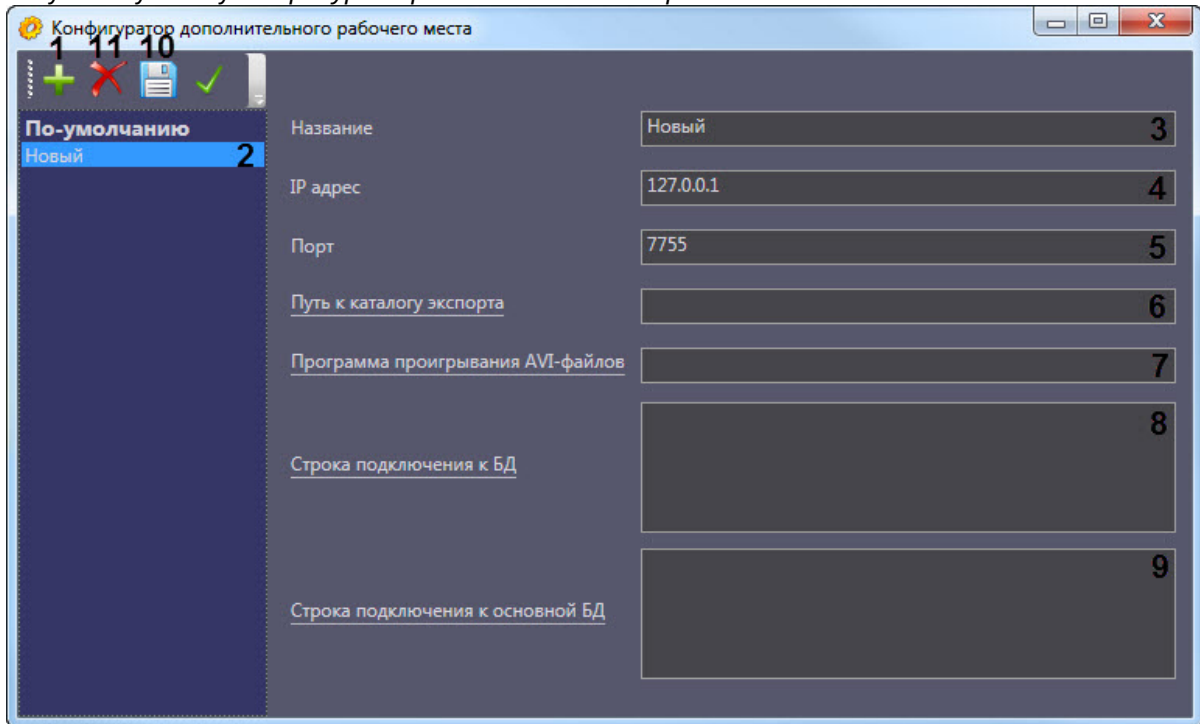 Конфигуратор дополнительного рабочего места
1 11 10
По-умолчанию
Новый 2
Название
Новый 3
IP адрес
127.0.0.1 4
Порт
7755 5
Путь к каталогу экспорта
6
Программа проигрывания AVI-файлов
7
8
Строка подключения к БД
9
Строка подключения к основной БД